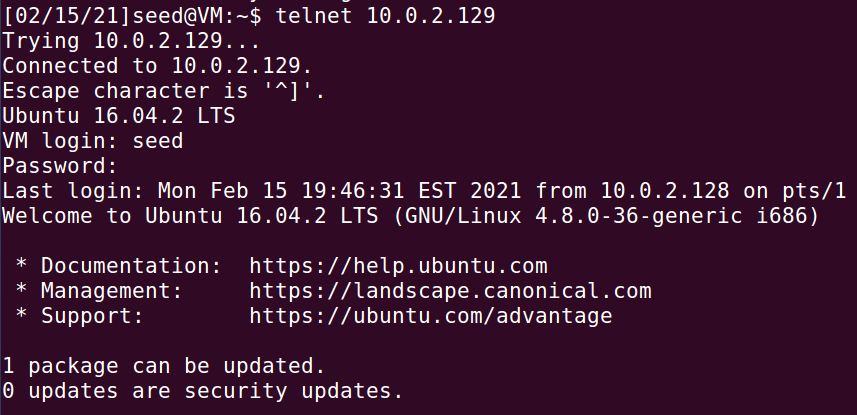 [02/15/21]seed@VM:~$ telnet 10.0.2.129
Trying 10.0.2.129...
Connected to 10.0.2.129.
Escape character is '^]'.
Ubuntu 16.04.2 LTS
VM login: seed
Password:
Last login: Mon Feb 15 19:46:31 EST 2021 from 10.0.2.128 on pts/1
Welcome to Ubuntu 16.04.2 LTS (GNU/Linux 4.8.0-36-generic i686)

 * Documentation:  https://help.ubuntu.com
 * Management:     https://landscape.canonical.com
 * Support:        https://ubuntu.com/advantage

1 package can be updated.
0 updates are security updates.